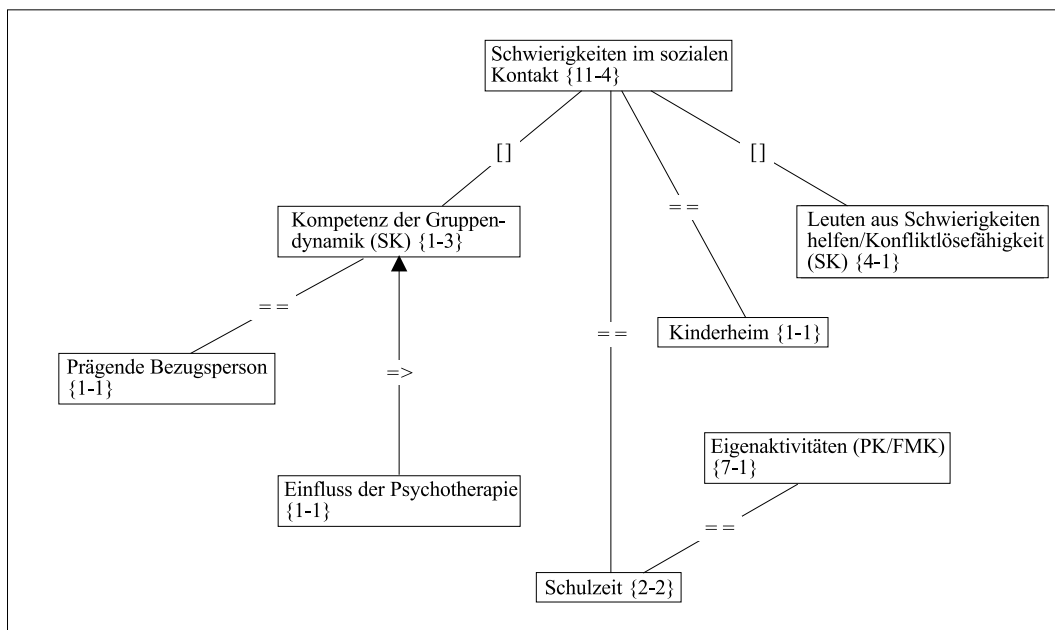 Schwierigkeiten im sozialen
Kontakt {11-4}
[]
[]
Kompetenz der Gruppen-
dynamik (SK) {1-3}
= =
Leuten aus Schwierigkeiten
helfen/Konfliktlösefähigkeit
(SK) {4-1}
= =
= =
Kinderheim {1-1}
Prägende Bezugsperson
{1-1}
=>
Eigenaktivitäten (PK/FMK)
{7-1}
Einfluss der Psychotherapie
{1-1}
= =
Schulzeit {2-2}